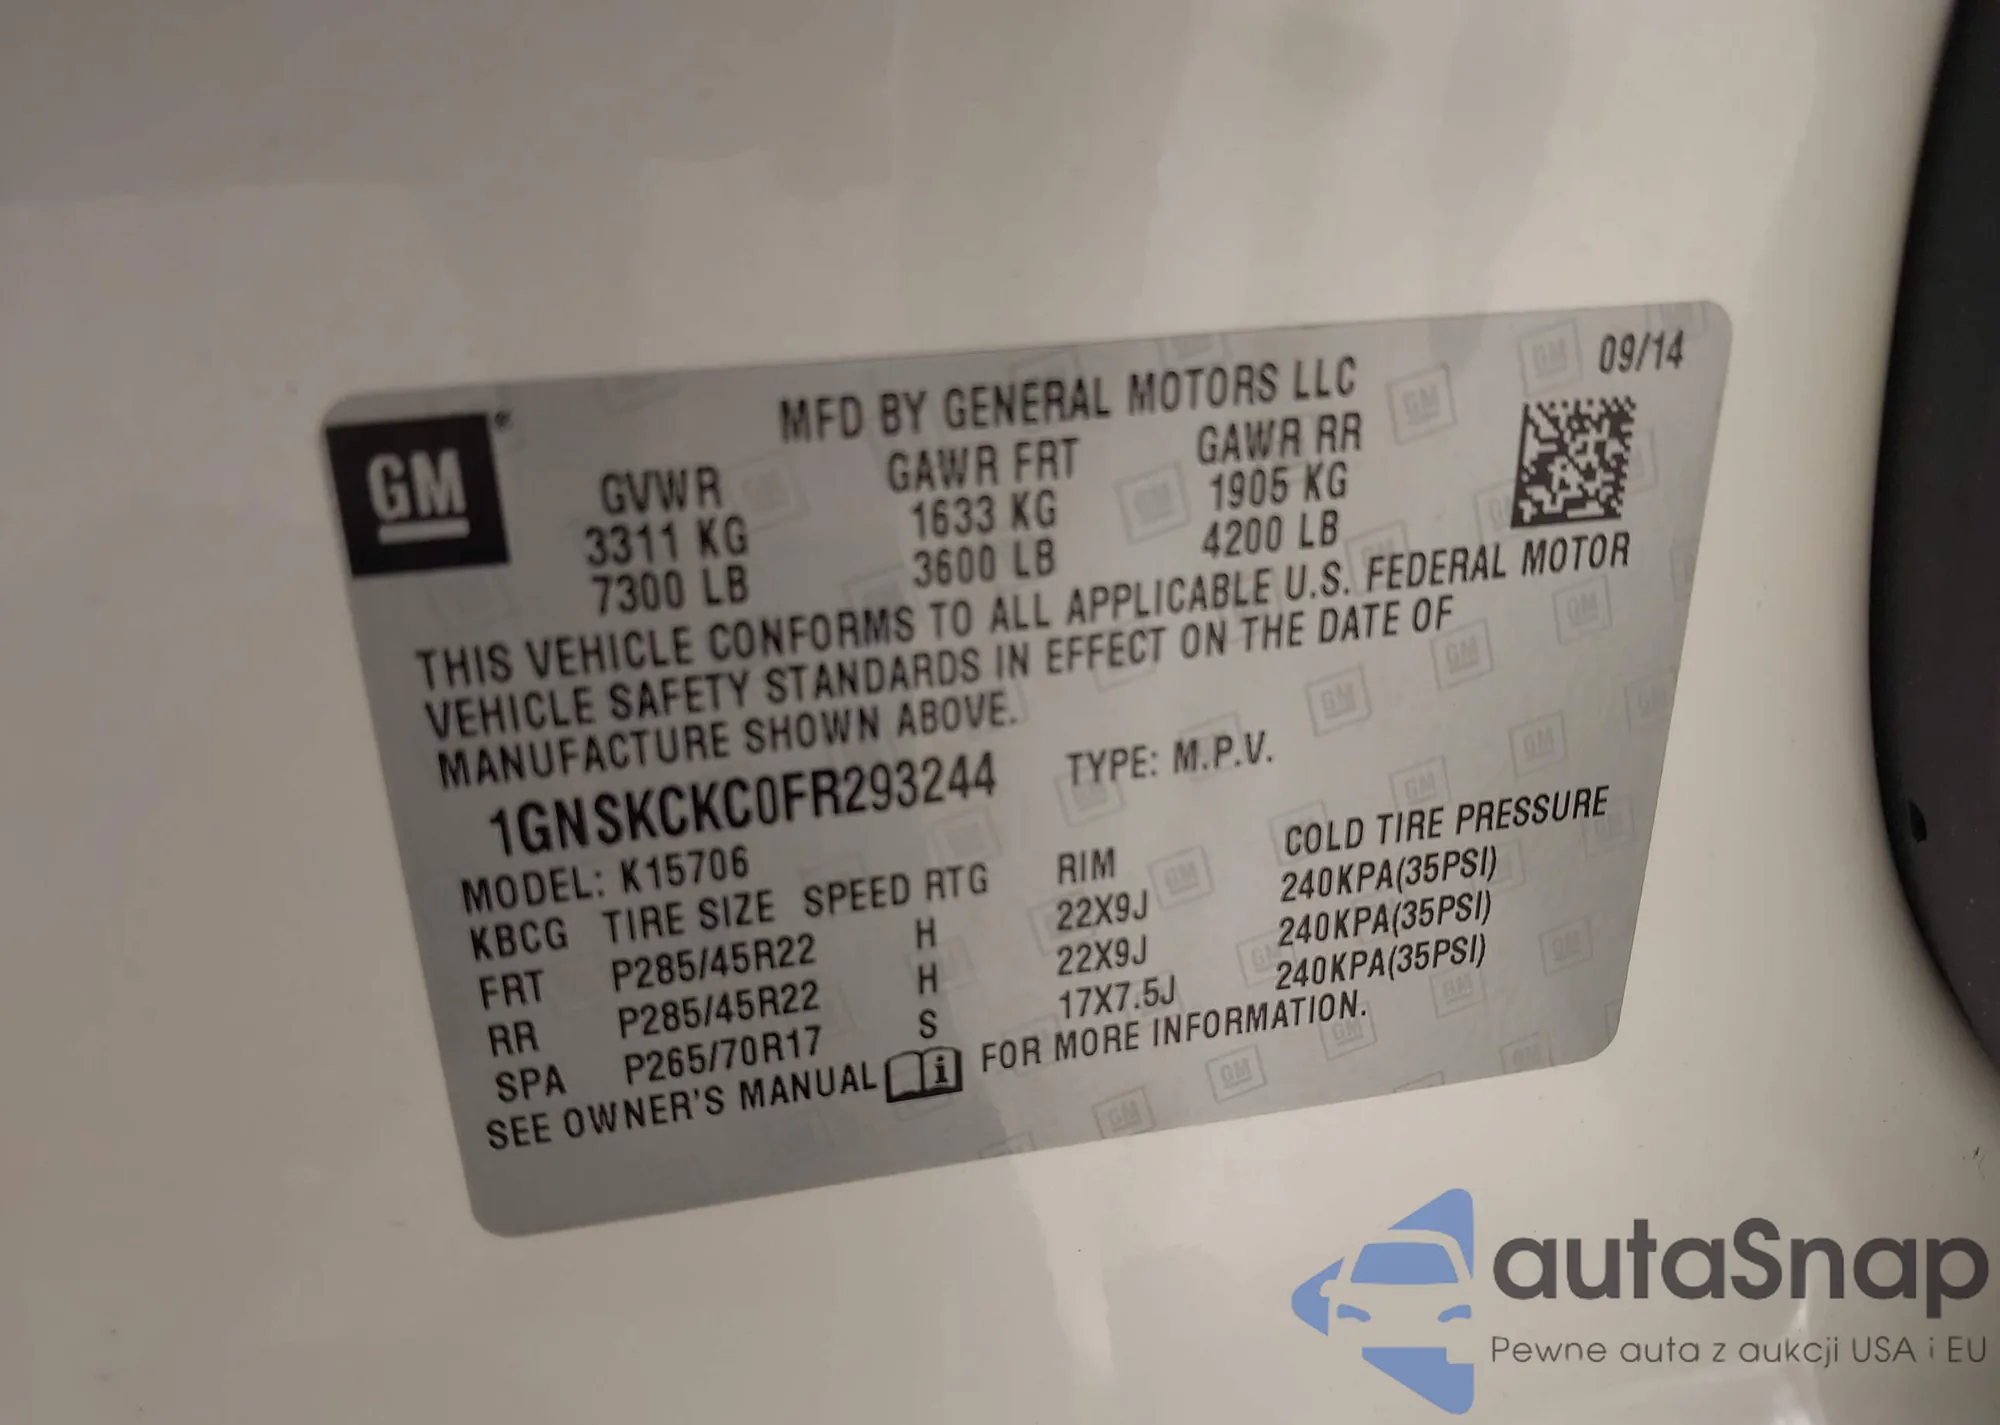 09/14
GM
MFD BY GENERAL MOTORS LLC
GVWR GAWR FRT GAWR RR
3311 KG 1633 KG 1905 KG
7300 LB 3600 LB 4200 LB
THIS VEHICLE CONFORMS TO ALL APPLICABLE U.S. FEDERAL MOTOR
VEHICLE SAFETY STANDARDS IN EFFECT ON THE DATE OF
MANUFACTURE SHOWN ABOVE.
1GNSKCKC0FR293244 TYPE: M.P.V.
MODEL: K15706
KBCG TIRE SIZE SPEED RTG RIM COLD TIRE PRESSURE
FRT P285/45R22 H 22X9J 240KPA(35PSI)
RR P285/45R22 H 22X9J 240KPA(35PSI)
SPA P265/70R17 S 17X7.5J 240KPA(35PSI)
SEE OWNER'S MANUAL i FOR MORE INFORMATION.
autaSnap
Pewne auta z aukcji USA i EU